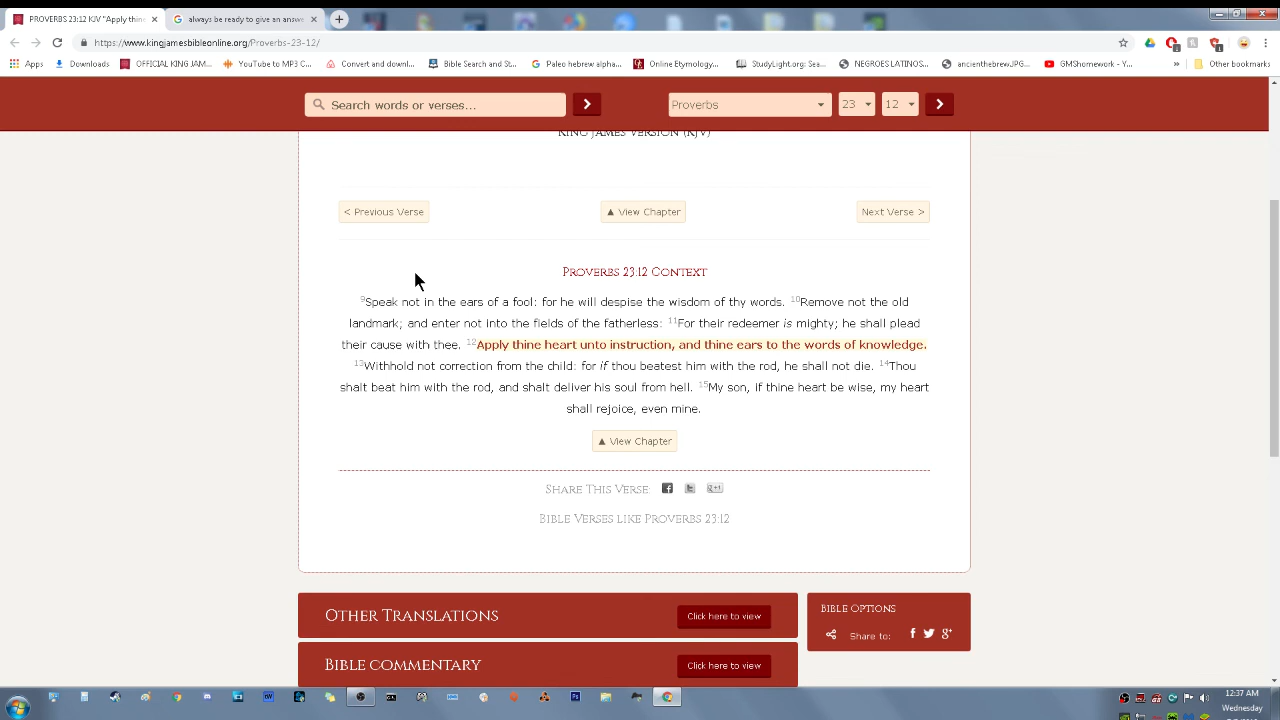 PROVERBS 23:12 KJV "Apply thine
always be ready to give an answe
https://www.kingjamesbibleonline.org/Proverbs-23-12/
Apps
Downloads
OFFICIAL KING JAM...
YouTube to MP3 C...
Convert and downl...
Bible Search and St...
Paleo hebrew alpha...
Online Etymology...
StudyLight.org: Sea...
NEGROES LATINOS...
ancienthebrewJPG...
GMShomework - Y...
»
Other bookmarks
Search words or verses...
Proverbs
23
12
King James Version (KJV)
< Previous Verse
▲ View Chapter
Next Verse >
Proverbs 23:12 Context
9Speak not in the ears of a fool: for he will despise the wisdom of thy words. 10Remove not the old
landmark; and enter not into the fields of the fatherless: 11For their redeemer is mighty; he shall plead
their cause with thee. 12Apply thine heart unto instruction, and thine ears to the words of knowledge.
13Withhold not correction from the child: for if thou beatest him with the rod, he shall not die. 14Thou
shalt beat him with the rod, and shalt deliver his soul from hell. 15My son, if thine heart be wise, my heart
shall rejoice, even mine.
▲ View Chapter
Share This Verse:
g+1
Bible Verses like Proverbs 23:12
Other Translations
Click here to view
Bible Options
Share to:
Bible commentary
Click here to view
12:37 AM
Wednesday